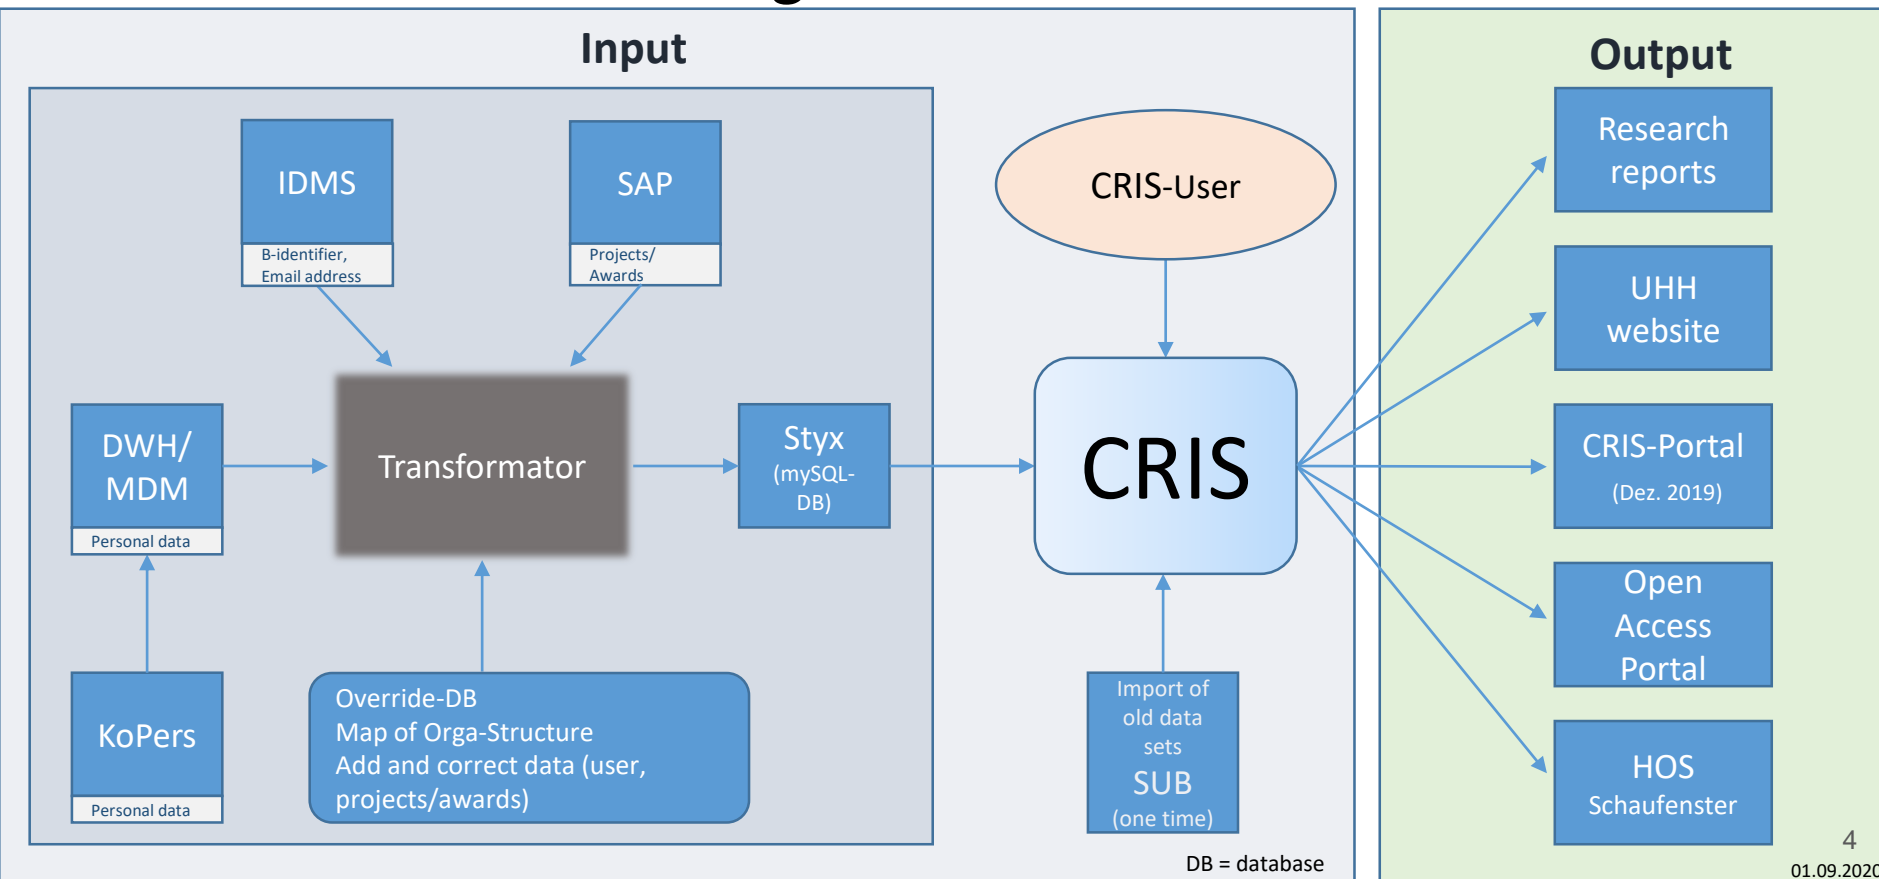 Input
Output
IDMS
B-identifier,
Email address
SAP
Projects/
Awards
CRIS-User
Research
reports
UHH
website
DWH/
MDM
Personal data
Transformator
Styx
(mySQL-
DB)
CRIS
CRIS-Portal
(Dez. 2019)
Open
Access
Portal
KoPers
Personal data
Override-DB
Map of Orga-Structure
Add and correct data (user,
projects/awards)
Import of
old data
sets
SUB
(one time)
HOS
Schaufenster
DB = database
4
01.09.2020